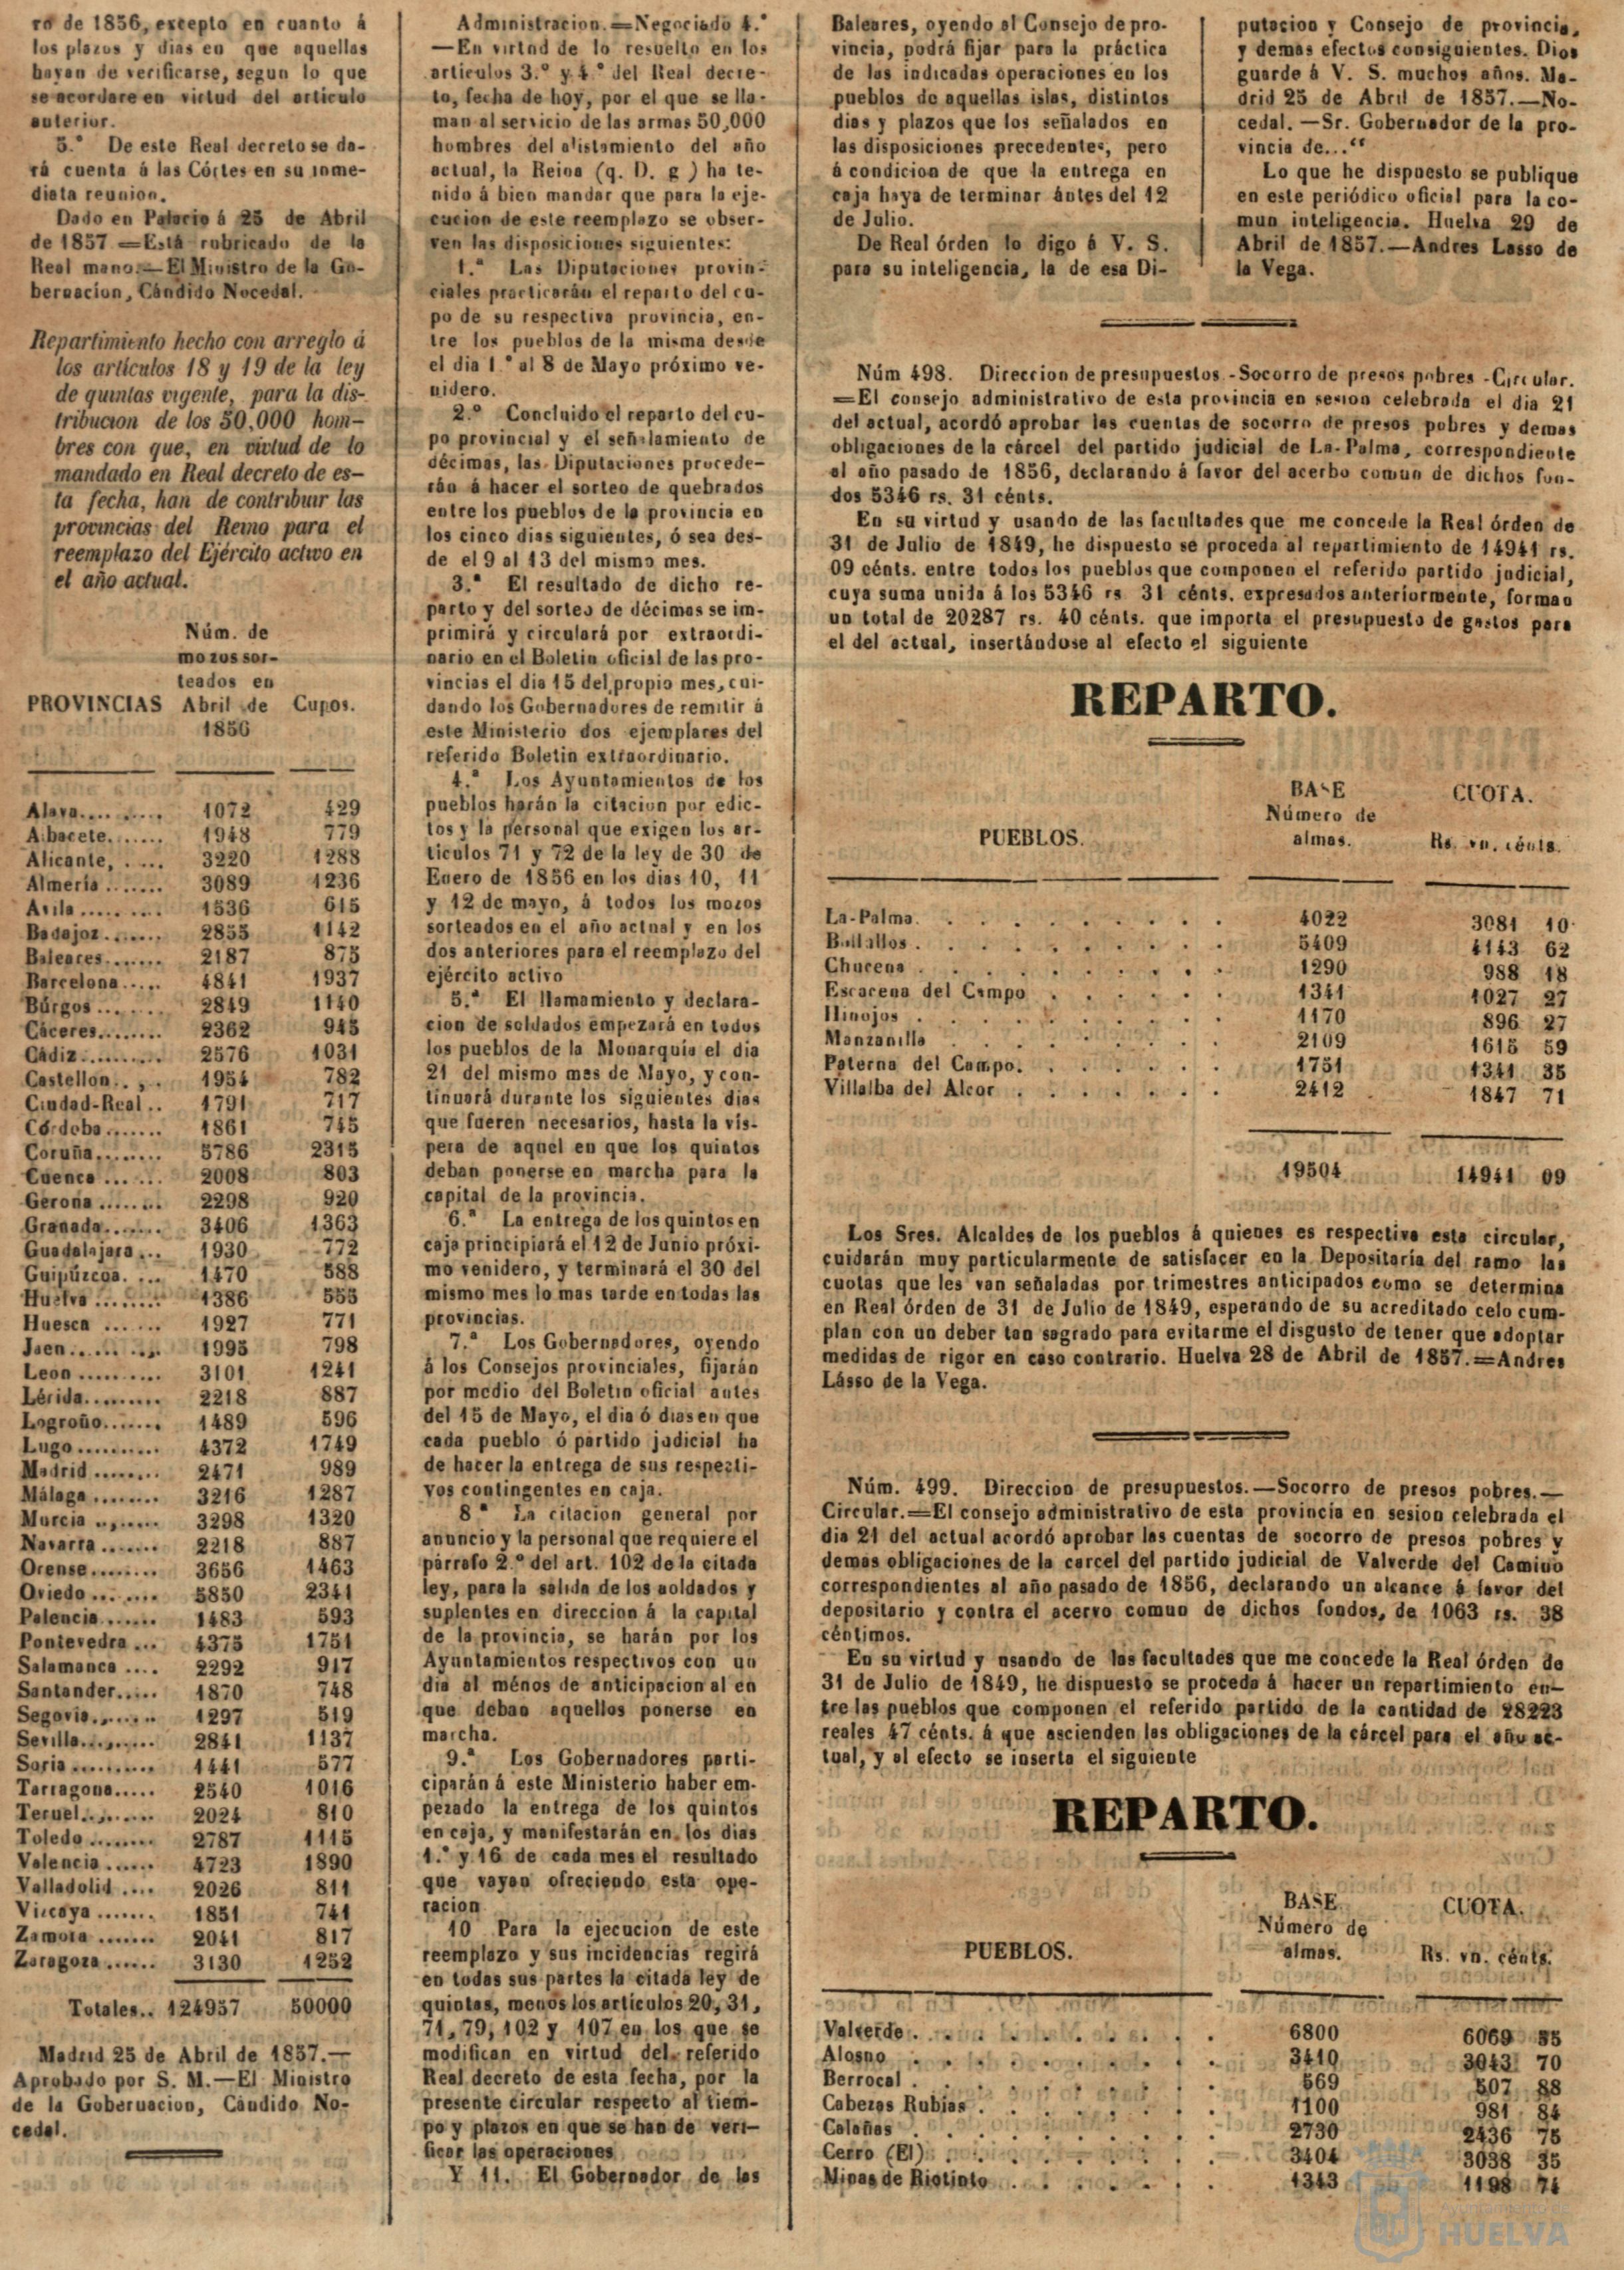 ro de 1856, excepto en cuanto á
los plazos y dias en que aquellas
hayan de verificarse, segun lo que
se acordare en virtud del articulo
anterior.
5.° De este Real decreto se da-
rá cuenta á las Córtes en su inme-
diata reunion.
Dado en Palacio á 25 de Abril
de 1857 =Está rubricado de la
Real mano.—El Ministro de la Go-
bernacion, Cándido Nocedal.
Repartimiento hecho con arreglo á
los artículos 18 y 19 de la ley
de quintas vigente, para la dis-
tribucion de los 50,000 hom-
bres con que, en virtud de lo
mandado en Real decreto de es-
ta fecha, han de contribuir las
provincias del Reino para el
reemplazo del Ejército activo en
el año actual.
Núm. de
mozos sor-
teados en
PROVINCIAS Abril de Cupos.
1856
Alava.... ..... 1072 429
Albacete....... 1948 779
Alicante, . .... 3220 1288
Almería ....... 3089 1236
Avila ..... .... 1536 615
Badajoz....... 2855 1142
Baleares....... 2187 875
Barcelona..... 4841 1937
Búrgos ... .... 2849 1140
Cáceres........ 2362 945
Cádiz.......... 2576 1031
Castellon.. , . 1954 782
Ciudad-Real .. 1791 717
Córdoba....... 1861 745
Coruña........ 5786 2315
Cuenca ... ... 2008 803
Gerona ....... 2298 920
Granada....... 3406 1363
Guadalajara ... 1930 772
Guipúzcoa. ... 1470 588
Huelva ........ 1386 555
Huesca ... ... 1927 771
Jaen...... .... 1995 798
Leon .......... 3101 1241
Lérida......... 2218 887
Logroño....... 1489 596
Lugo .......... 4372 1749
Madrid ........ 2471 989
Málaga ........ 3216 1287
Murcia ........ 3298 1320
Navarra ....... 2218 887
Orense........ 3656 1463
Oviedo ... .... 5850 2341
Palencia ...... 1483 593
Pontevedra ... 4375 1751
Salamanca .... 2292 917
Santander..... 1870 748
Segovia........ 1297 519
Sevilla......... 2841 1137
Soria .......... 1441 577
Tarragona..... 2540 1016
Teruel......... 2024 810
Toledo ........ 2787 1115
Valencia ...... 4723 1890
Valladolid .... 2026 811
Vizcaya ....... 1851 741
Zamora ....... 2041 817
Zaragoza ...... 3130 1252
Totales.. 124957 50000
Madrid 25 de Abril de 1857.—
Aprobado por S. M.—El Ministro
de la Gobernacion, Cándido No-
cedal.
Administracion.=Negociado 4.°
—En virtud de lo resuelto en los
artículos 3.° y 4.° del Real decre-
to, fecha de hoy, por el que se lla-
man al servicio de las armas 50,000
hombres del alistamiento del año
actual, la Reina (q. D. g ) ha te-
nido á bien mandar que para la eje-
cucion de este reemplazo se obser-
ven las disposiciones siguientes:
1.ª Las Diputaciones provin-
ciales practicarán el reparto del cu-
po de su respectiva provincia, en-
tre los pueblos de la misma desde
el dia 1.° al 8 de Mayo próximo ve-
nidero.
2.° Concluido el reparto del cu-
po provincial y el señalamiento de
décimas, las Diputaciones procede-
rán á hacer el sorteo de quebrados
entre los pueblos de la provincia en
los cinco dias siguientes, ó sea des-
de el 9 al 13 del mismo mes.
3.ª El resultado de dicho re-
parto y del sorteo de décimas se im-
primirá y circulará por extraordi-
nario en el Boletin oficial de las pro-
vincias el dia 15 del propio mes, cui-
dando los Gobernadores de remitir á
este Ministerio dos ejemplares del
referido Boletin extraordinario.
4.ª Los Ayuntamientos de los
pueblos harán la citacion por edic-
tos y la personal que exigen los ar-
ticulos 71 y 72 de la ley de 30 de
Enero de 1856 en los dias 10, 11
y 12 de mayo, á todos los mozos
sorteados en el año actual y en los
dos anteriores para el reemplazo del
ejército activo
5.ª El llamamiento y declara-
cion de soldados empezará en todos
los pueblos de la Monarquía el dia
21 del mismo mes de Mayo, y con-
tinuará durante los siguientes dias
que fueren necesarios, hasta la vís-
pera de aquel en que los quintos
deban ponerse en marcha para la
capital de la provincia.
6.ª La entrega de los quintos en
caja principiará el 12 de Junio próxi-
mo venidero, y terminará el 30 del
mismo mes lo mas tarde en todas las
provincias.
7.ª Los Gobernadores, oyendo
á los Consejos provinciales, fijarán
por medio del Boletin oficial antes
del 15 de Mayo, el dia ó dias en que
cada pueblo ó partido judicial ha
de hacer la entrega de sus respecti-
vos contingentes en caja.
8 ª La citacion general por
anuncio y la personal que requiere el
párrafo 2.° del art. 102 de la citada
ley, para la salida de los soldados y
suplentes en direccion á la capital
de la provincia, se harán por los
Ayuntamientos respectivos con un
dia al ménos de anticipacion al en
que deban aquellos ponerse en
marcha.
9.ª Los Gobernadores parti-
ciparán á este Ministerio haber em-
pezado la entrega de los quintos
en caja, y manifestarán en los dias
1.° y 16 de cada mes el resultado
que vayan ofreciendo esta ope-
racion
10 Para la ejecucion de este
reemplazo y sus incidencias regirá
en todas sus partes la citada ley de
quintas, menos los articulos 20, 31,
71, 79, 102 y 107 en los que se
modifican en virtud del referido
Real decreto de esta fecha, por la
presente circular respecto al tiem-
po y plazos en que se han de veri-
ficar las operaciones
Y 11. El Gobernador de las
Baleares, oyendo al Consejo de pro-
vincia, podrá fijar para la práctica
de las indicadas operaciones en los
pueblos de aquellas islas, distintos
dias y plazos que los señalados en
las disposiciones precedentes, pero
á condicion de que la entrega en
caja haya de terminar ántes del 12
de Julio.
De Real órden lo digo á V. S.
para su inteligencia, la de esa Di-
putacion y Consejo de provincia,
y demas efectos consiguientes. Dios
guarde á V. S. muchos años. Ma-
drid 25 de Abril de 1857.—No-
cedal. —Sr. Gobernador de la pro-
vincia de...“
Lo que he dispuesto se publique
en este periódico oficial para la co-
mun inteligencia. Huelva 29 de
Abril de 1857.—Andres Lasso de
la Vega.
Núm 498. Direccion de presupuestos -Socorro de presos pobres -Circular.
=El consejo administrativo de esta provincia en sesion celebrada el dia 21
del actual, acordó aprobar las cuentas de socorro de presos pobres y demas
obligaciones de la cárcel del partido judicial de La-Palma, correspondiente
al año pasado de 1856, declarando á favor del acerbo comun de dichos fon-
dos 5346 rs. 31 cénts.
En su virtud y usando de las facultades que me concede la Real órden de
31 de Julio de 1849, he dispuesto se proceda al repartimiento de 14941 rs.
09 cénts. entre todos los pueblos que componen el referido partido judicial,
cuya suma unida á los 5346 rs 31 cénts. expresados anteriormente, forman
un total de 20287 rs. 40 cénts. que importa el presupuesto de gastos para
el del actual, insertándose al efecto el siguiente
REPARTO.
BASE CUOTA.
Número de
PUEBLOS. almas. Rs. vn. cénts.
La-Palma. . . . . . . . . . 4022 3081 10
Bollullos . . . . . . . . . . 5409 4143 62
Chucena . . . . . . . . . . 1290 988 18
Escacena del Campo . . . . . . 1341 1027 27
Hinojos . . . . . . . . . . 1170 896 27
Manzanilla . . . . . . . . . 2109 1615 59
Paterna del Campo. . . . . . . 1751 1341 35
Villalba del Alcor . . . . . . . 2412 1847 71
19504 14941 09
Los Sres. Alcaldes de los pueblos á quienes es respectiva esta circular,
cuidarán muy particularmente de satisfacer en la Depositaría del ramo las
cuotas que les van señaladas por trimestres anticipados como se determina
en Real órden de 31 de Julio de 1849, esperando de su acreditado celo cum-
plan con un deber tan sagrado para evitarme el disgusto de tener que adoptar
medidas de rigor en caso contrario. Huelva 28 de Abril de 1857.=Andres
Lásso de la Vega.
Núm. 499. Direccion de presupuestos.—Socorro de presos pobres.—
Circular.=El consejo administrativo de esta provincia en sesion celebrada el
dia 21 del actual acordó aprobar las cuentas de socorro de presos pobres y
demas obligaciones de la carcel del partido judicial de Valverde del Camino
correspondientes al año pasado de 1856, declarando un alcance á favor del
depositario y contra el acervo comun de dichos fondos, de 1063 rs. 38
céntimos.
En su virtud y usando de las facultades que me concede la Real órden de
31 de Julio de 1849, he dispuesto se proceda á hacer un repartimiento en-
tre las pueblos que componen el referido partido de la cantidad de 28223
reales 47 cénts. á que ascienden las obligaciones de la cárcel para el año ac-
tual, y al efecto se inserta el siguiente
REPARTO.
BASE CUOTA.
Número de
PUEBLOS. almas. Rs. vn. cénts.
Valverde . . . . . . . . . . 6800 6069 55
Alosno . . . . . . . . . . 3410 3043 70
Berrocal . . . . . . . . . . 569 507 88
Cabezas Rubias . . . . . . . . 1100 981 84
Calañas . . . . . . . . . . 2730 2436 75
Cerro (El) . . . . . . . . . 3404 3038 35
Minas de Riotinto . . . . . . . 1343 1198 74
HUELVA